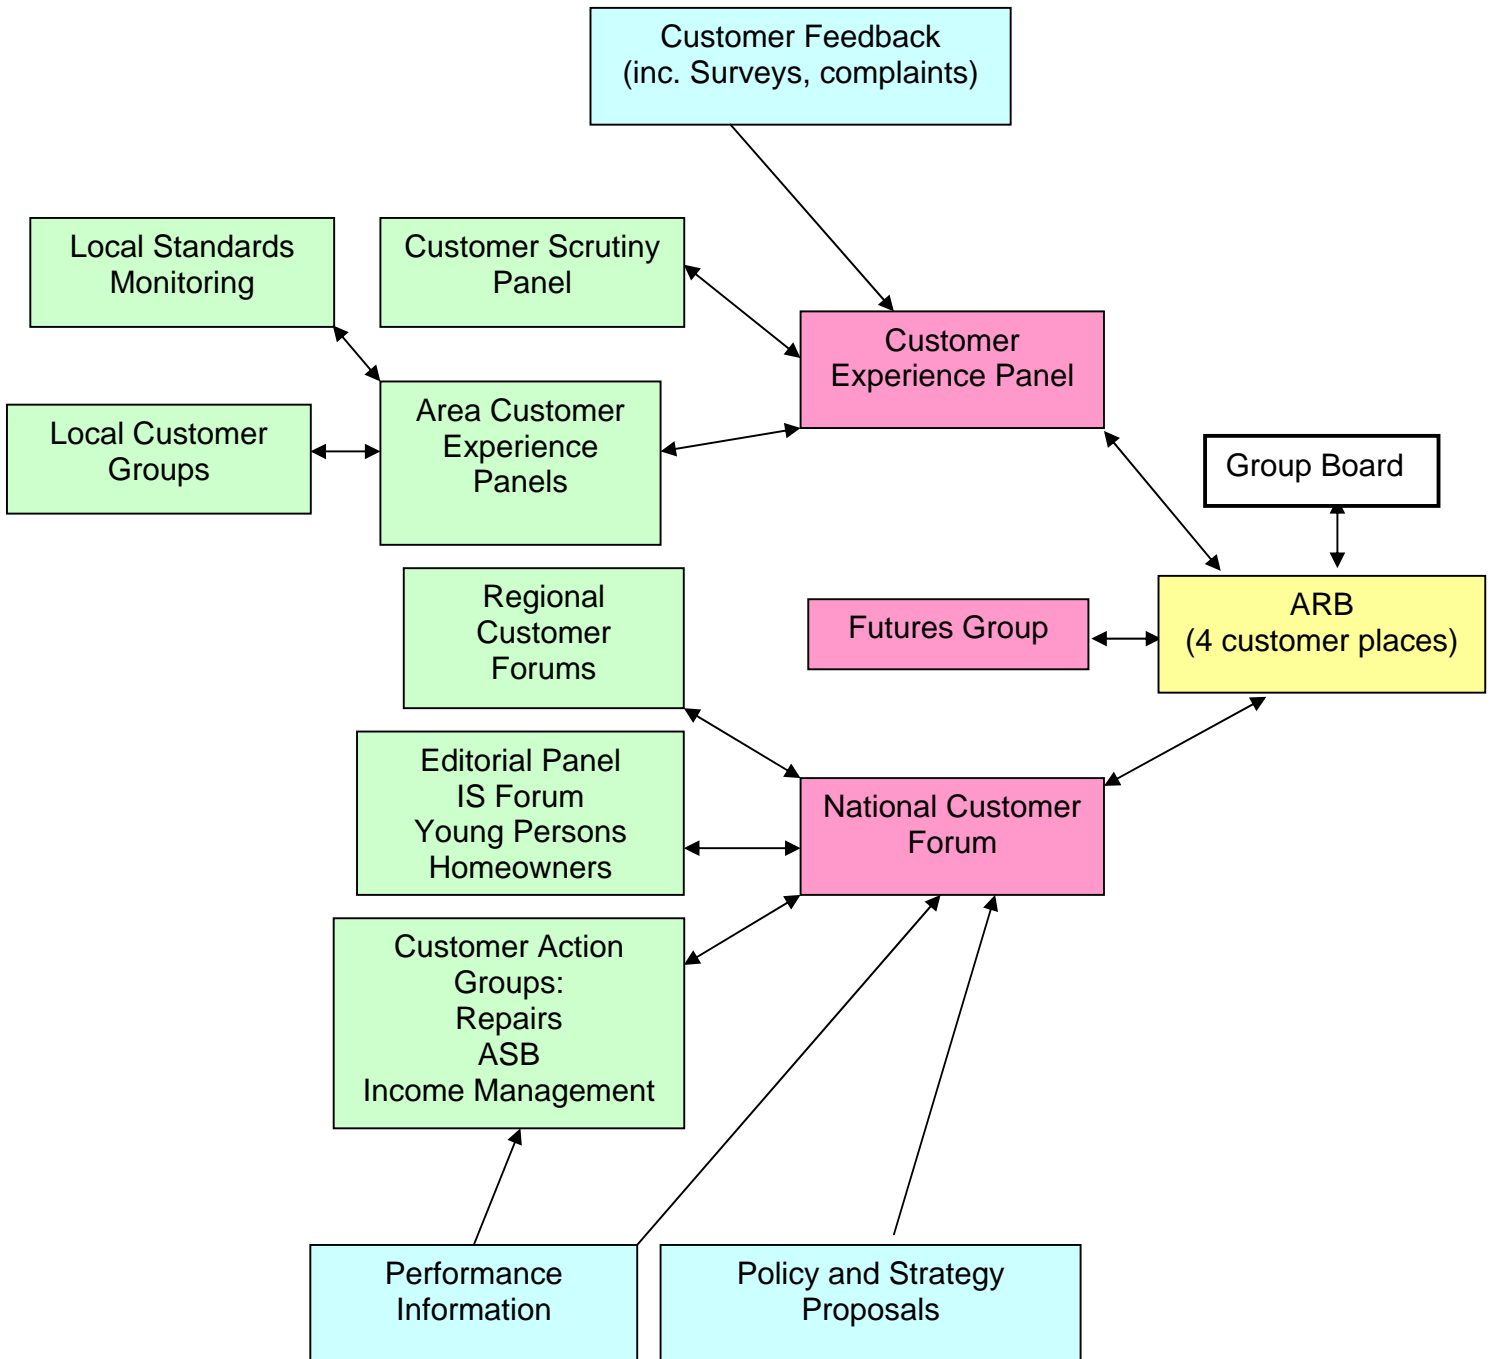 Customer Feedback
(inc. Surveys, complaints)
Local Standards
Monitoring
Customer Scrutiny
Panel
Customer
Experience Panel
Local Customer
Groups
Area Customer
Experience
Panels
Group Board
Regional
Customer
Forums
Futures Group
ARB
(4 customer places)
Editorial Panel
IS Forum
Young Persons
Homeowners
National Customer
Forum
Customer Action
Groups:
Repairs
ASB
Income Management
Performance
Information
Policy and Strategy
Proposals